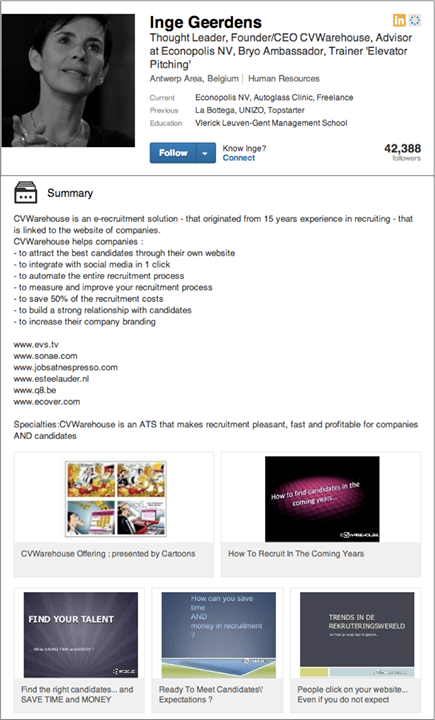 Inge Geerdens
Thought Leader, Founder/CEO CVWarehouse, Advisor
at Econopolis NV, Bryo Ambassador, Trainer 'Elevator
Pitching'
Antwerp Area, Belgium | Human Resources
Current Econopolis NV, Autoglass Clinic, Freelance
Previous La Bottega, UNIZO, Topstarter
Education Vlerick Leuven-Gent Management School
Follow
Know Inge?
Connect
42,388
followers
Summary
CVWarehouse is an e-recruitment solution - that originated from 15 years experience in recruiting - that
is linked to the website of companies.
CVWarehouse helps companies :
- to attract the best candidates through their own website
- to integrate with social media in 1 click
- to automate the entire recruitment process
- to measure and improve your recruitment process
- to save 50% of the recruitment costs
- to build a strong relationship with candidates
- to increase their company branding
www.evs.tv
www.sonae.com
www.jobsatnespresso.com
www.esteelauder.nl
www.q8.be
www.ecover.com
Specialties:CVWarehouse is an ATS that makes recruitment pleasant, fast and profitable for companies
AND candidates
How to find candidates in the
coming years...
CVWAREHOUSE
CVWarehouse Offering : presented by Cartoons
How To Recruit In The Coming Years
FIND YOUR TALENT
... While SAVING TIME and MONEY !
How can you save
time
AND
money in recruitment
?
TRENDS IN DE
REKRUTERINGSWERELD
Find the right candidates... and
SAVE TIME and MONEY
Ready To Meet Candidates\'
Expectations ?
People click on your website...
Even if you do not expect